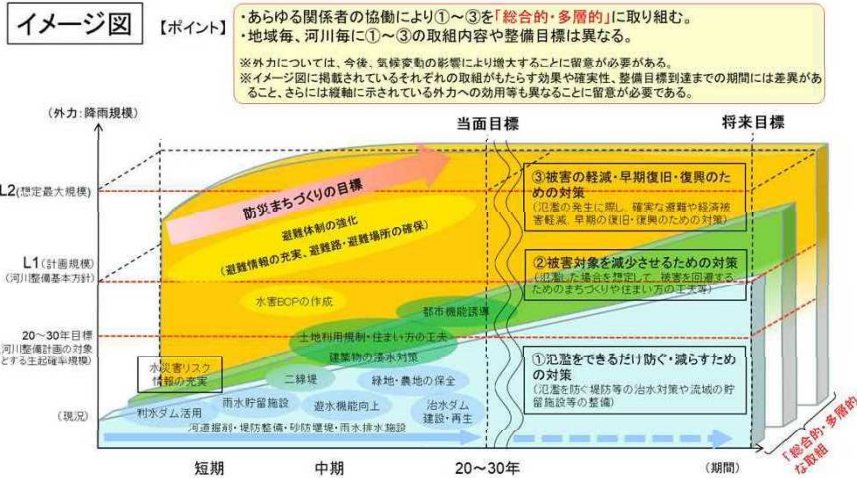 イメージ図
【ポイント】
・あらゆる関係者の協働により①～③を「総合的・多層的」に取り組む。
・地域毎、河川毎に①～③の取組内容や整備目標は異なる。
※外力については、今後、気候変動の影響により増大することに留意が必要がある。
※イメージ図に掲載されているそれぞれの取組がもたらす効果や確実性、整備目標到達までの期間には差異があ
ること、さらには縦軸に示されている外力への効用等も異なることに留意が必要である。
(外力:降雨規模)
当面目標
将来目標
L2(想定最大規模)
防災まちづくりの目標
避難体制の強化
(避難情報の充実、避難路・避難場所の確保)
③被害の軽減・早期復旧・復興のた
めの対策
(氾濫の発生に際し、確実な避難や経済被
害軽減、早期の復旧・復興のための対策)
L1(計画規模)
(河川整備基本方針)
②被害対象を減少させるための対策
(氾濫した場合を想定して、被害を回避する
ためのまちづくりや住まい方の工夫等)
水害BCPの作成
都市機能誘導
20～30年目標
(河川整備計画の対象
とする生起確率規模)
土地利用規制・住まい方の工夫
建築物の浸水対策
水災害リスク
情報の充実
二線堤
緑地・農地の保全
①氾濫をできるだけ防ぐ・減らすため
の対策
(氾濫を防ぐ堤防等の治水対策や流域の貯
留施設等の整備)
(現況)
利水ダム活用
雨水貯留施設
遊水機能向上
治水ダム
建設・再生
河道掘削・堤防整備・砂防堰堤・雨水排水施設
「総合的・多層的」
な取組
短期
中期
20～30年
(期間)